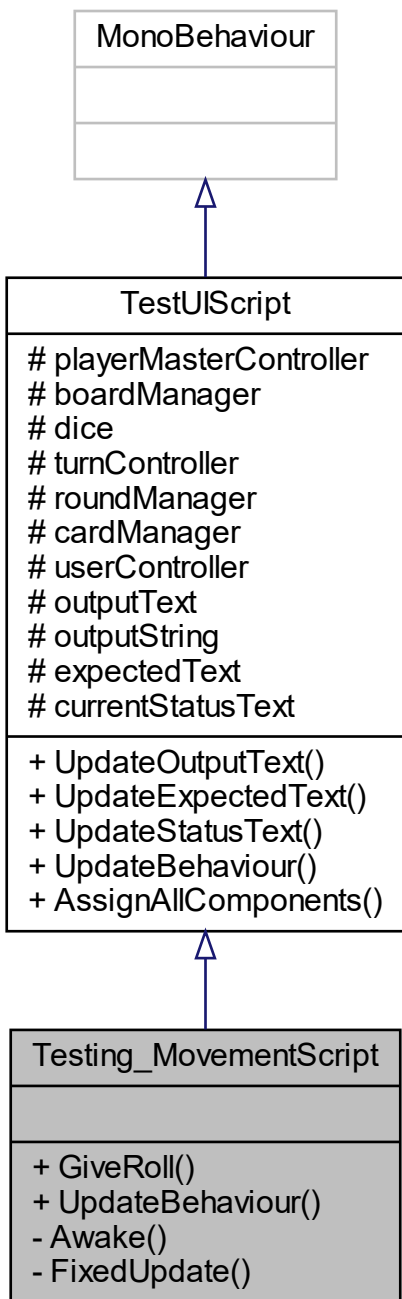 MonoBehaviour
TestUIScript
# playerMasterController
# boardManager
# dice
# turnController
# roundManager
# cardManager
# userController
# outputText
# outputString
# expectedText
# currentStatusText
+ UpdateOutputText()
+ UpdateExpectedText()
+ UpdateStatusText()
+ UpdateBehaviour()
+ AssignAllComponents()
Testing_MovementScript
+ GiveRoll()
+ UpdateBehaviour()
- Awake()
- FixedUpdate()